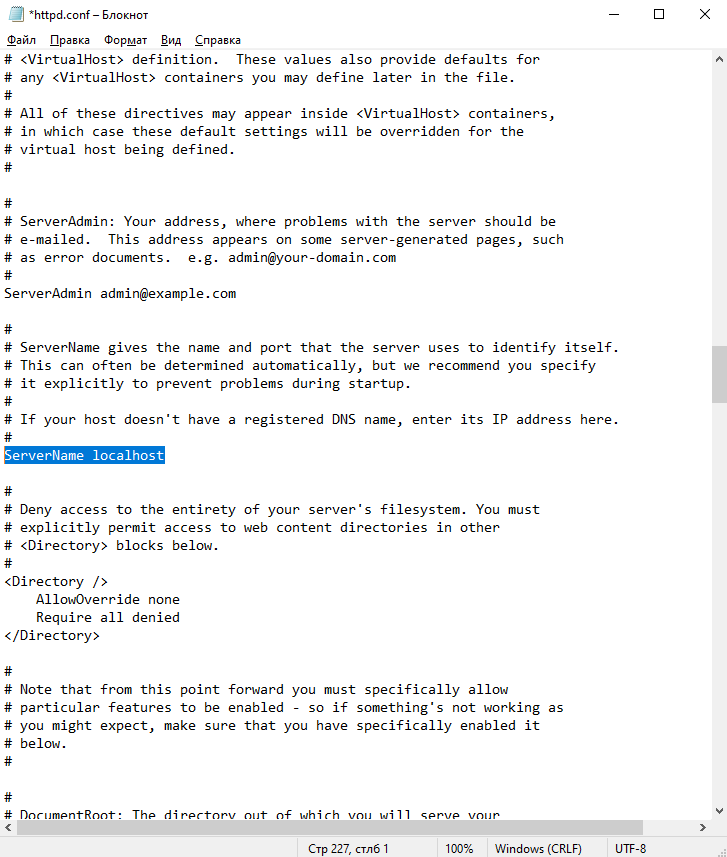 *httpd.conf – Блокнот
Файл Правка Формат Вид Справка
# <VirtualHost> definition.  These values also provide defaults for
# any <VirtualHost> containers you may define later in the file.
#
# All of these directives may appear inside <VirtualHost> containers,
# in which case these default settings will be overridden for the
# virtual host being defined.
#

#
# ServerAdmin: Your address, where problems with the server should be
# e-mailed.  This address appears on some server-generated pages, such
# as error documents.  e.g. admin@your-domain.com
#
ServerAdmin admin@example.com

#
# ServerName gives the name and port that the server uses to identify itself.
# This can often be determined automatically, but we recommend you specify
# it explicitly to prevent problems during startup.
#
# If your host doesn't have a registered DNS name, enter its IP address here.
#
ServerName localhost

#
# Deny access to the entirety of your server's filesystem. You must
# explicitly permit access to web content directories in other
# <Directory> blocks below.
#
<Directory />
    AllowOverride none
    Require all denied
</Directory>

#
# Note that from this point forward you must specifically allow
# particular features to be enabled - so if something's not working as
# you might expect, make sure that you have specifically enabled it
# below.
#

#
# DocumentRoot: The directory out of which you will serve your
Стр 227, стлб 1 100% Windows (CRLF) UTF-8